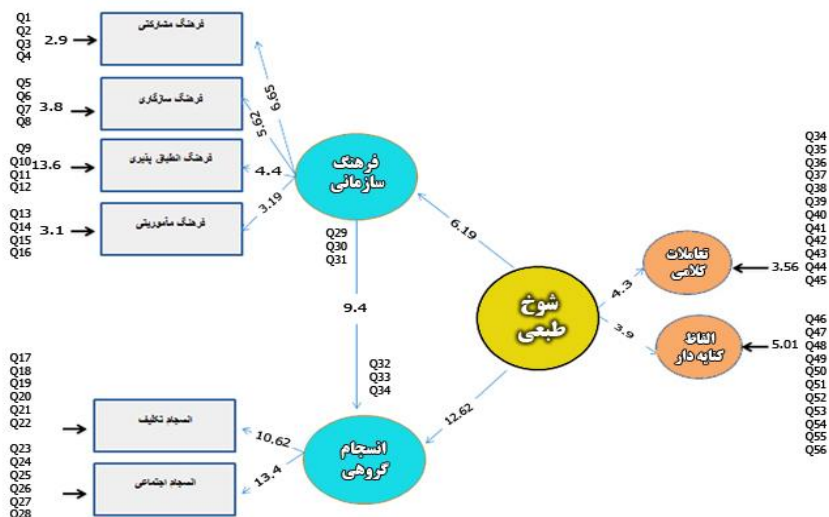 Q1
Q2
Q3
Q4
2.9
فرهنگ مشارکتی
Q5
Q6
Q7
Q8
3.8
فرهنگ سازگاری
Q9
Q10
Q11
Q12
13.6
فرهنگ انطباق پذیری
Q13
Q14
Q15
Q16
3.1
فرهنگ مأموریتی
6.65
5.62
4.4
3.19
فرهنگ
سازمانی
Q29
Q30
Q31
9.4
Q32
Q33
Q34
6.19
شوخ
طبعی
12.62
4.3
3.9
تعاملات
کلامی
3.56
الفاظ
کنایه دار
5.01
Q34
Q35
Q36
Q37
Q38
Q39
Q40
Q41
Q42
Q43
Q44
Q45
Q46
Q47
Q48
Q49
Q50
Q51
Q52
Q53
Q54
Q55
Q56
Q17
Q18
Q19
Q20
Q21
Q22
انسجام تکلیف
Q23
Q24
Q25
Q26
Q27
Q28
انسجام اجتماعی
10.62
13.4
انسجام
گروهی